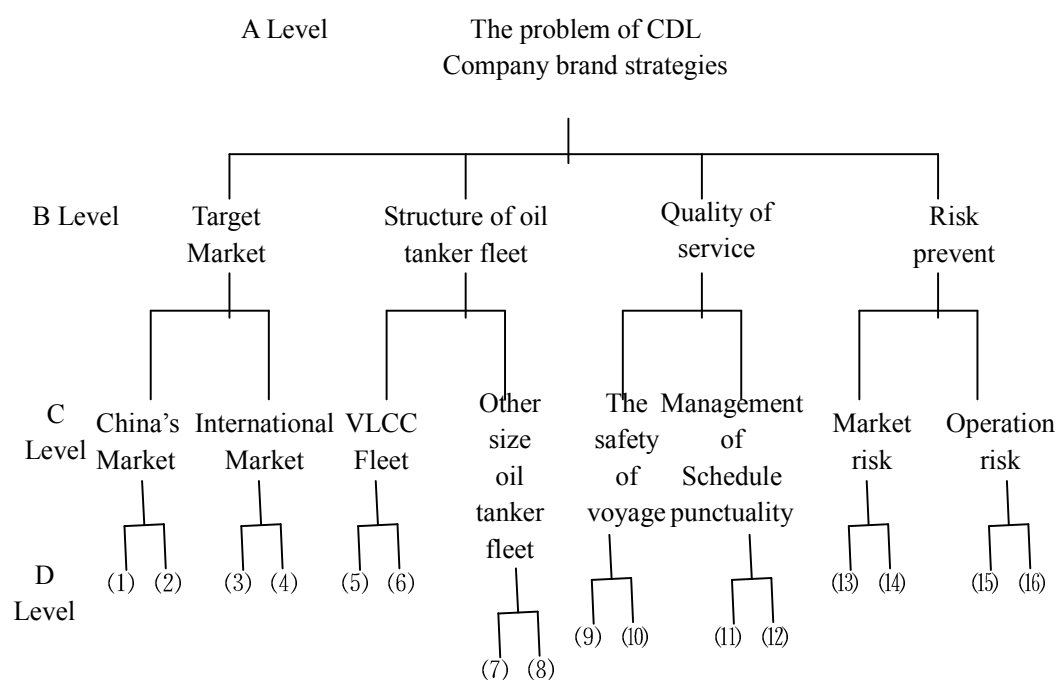 A Level
The problem of CDL
Company brand strategies
B Level
Target
Market
Structure of oil
tanker fleet
Quality of
service
Risk
prevent
C
Level
China's
Market
International
Market
VLCC
Fleet
Other
size
oil
tanker
fleet
The
safety
of
voyage
Management
of
Schedule
punctuality
Market
risk
Operation
risk
D
Level
(1) (2) (3) (4) (5) (6)
(7) (8)
(9) (10) (11) (12)
(13) (14) (15) (16)